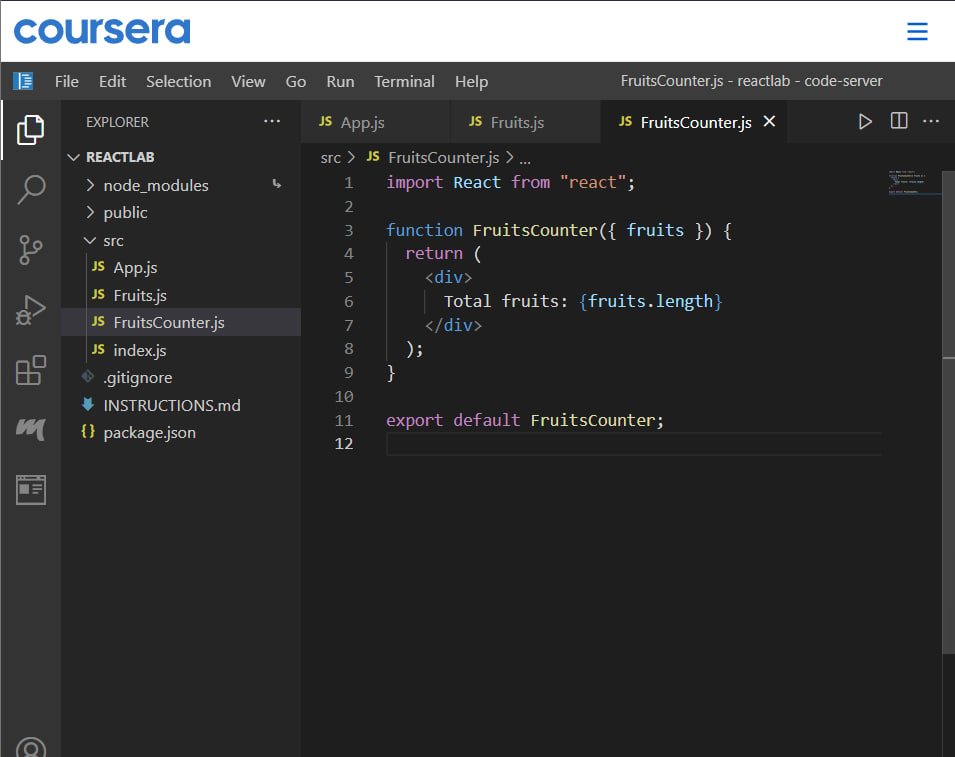 coursera
File Edit Selection View Go Run Terminal Help FruitsCounter.js - reactlab - code-server
EXPLORER ...
JS App.js JS Fruits.js JS FruitsCounter.js
REACTLAB
node_modules
public
src
JS App.js
JS Fruits.js
JS FruitsCounter.js
JS index.js
.gitignore
INSTRUCTIONS.md
{} package.json
src > JS FruitsCounter.js > ...
1 import React from "react";
2
3 function FruitsCounter({ fruits }) {
4 return (
5 <div>
6 Total fruits: {fruits.length}
7 </div>
8 );
9 }
10
11 export default FruitsCounter;
12